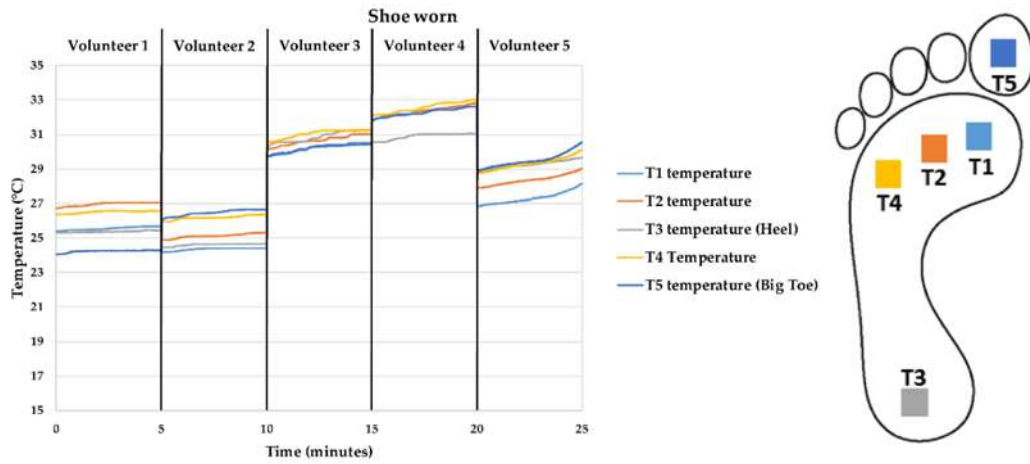 Shoe worn
Volunteer 1 Volunteer 2 Volunteer 3 Volunteer 4 Volunteer 5
35
33
31
29
27
25
23
21
19
17
15
Temperature (°C)
0 5 10 15 20 25
Time (minutes)
T1 temperature
T2 temperature
T3 temperature (Heel)
T4 Temperature
T5 temperature (Big Toe)
T5
T1
T2
T4
T3